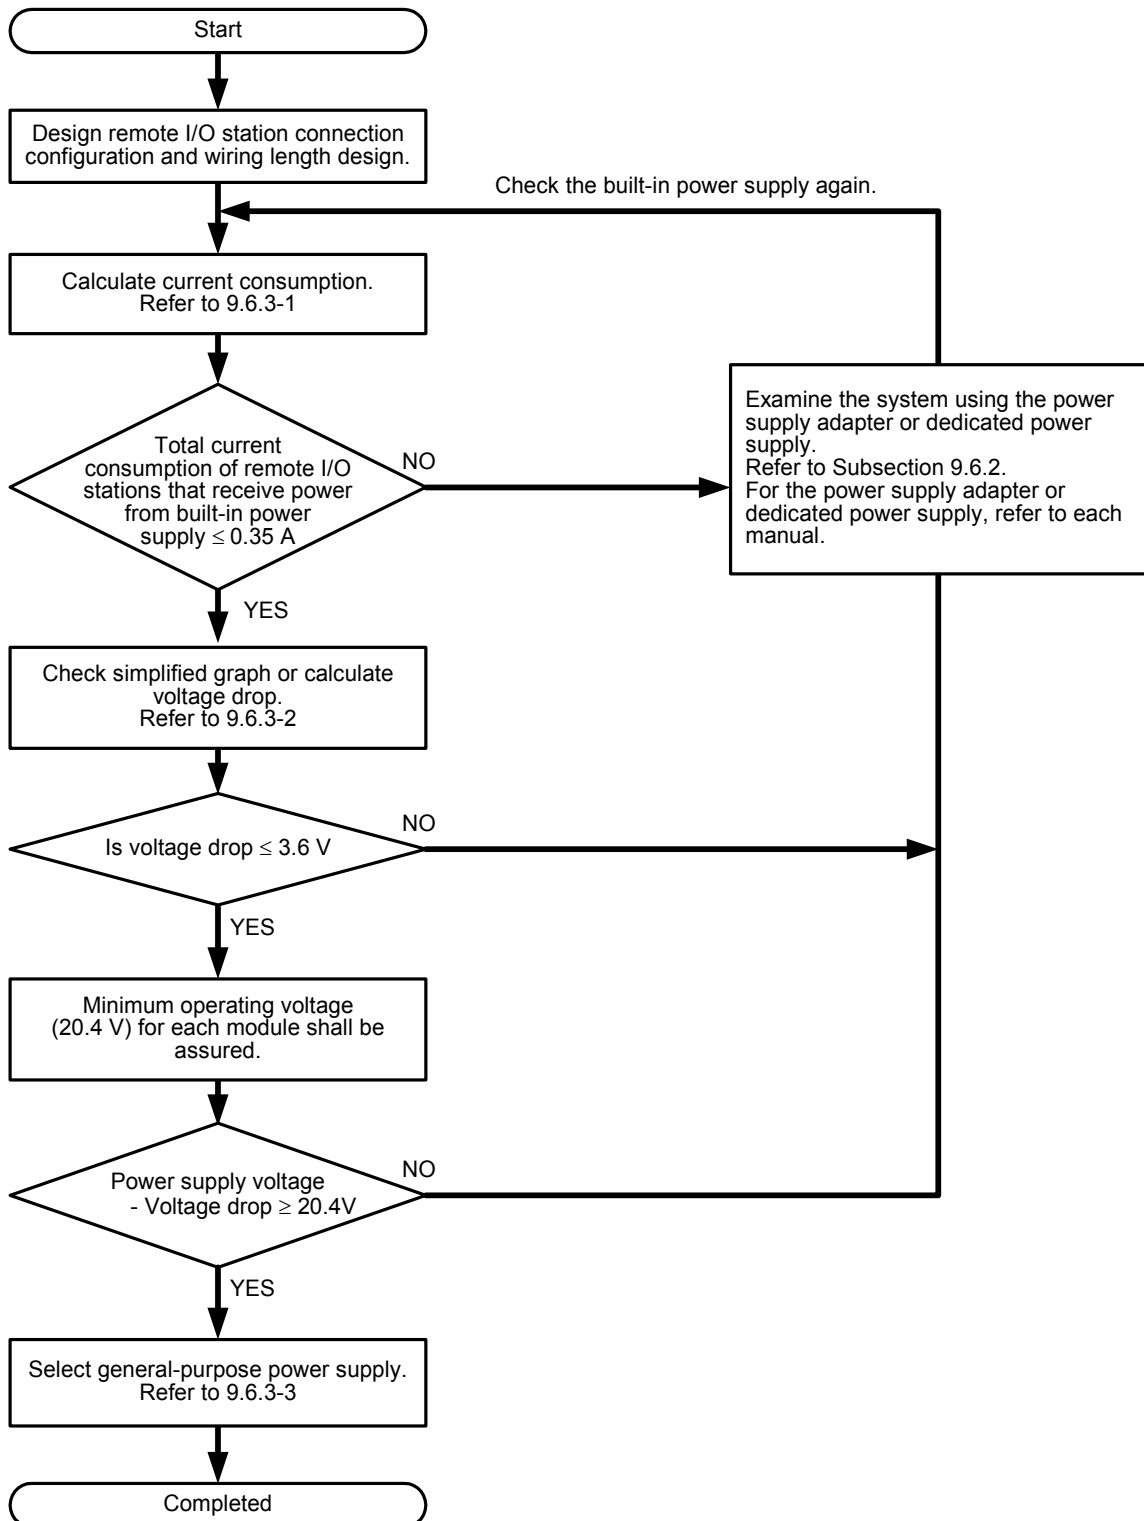 Start
Design remote I/O station connection
configuration and wiring length design.
Check the built-in power supply again.
Calculate current consumption.
Refer to 9.6.3-1
Total current
consumption of remote I/O
stations that receive power
from built-in power
supply ≤ 0.35 A
NO
Examine the system using the power
supply adapter or dedicated power
supply.
Refer to Subsection 9.6.2.
For the power supply adapter or
dedicated power supply, refer to each
manual.
YES
Check simplified graph or calculate
voltage drop.
Refer to 9.6.3-2
Is voltage drop ≤ 3.6 V
NO
YES
Minimum operating voltage
(20.4 V) for each module shall be
assured.
Power supply voltage
- Voltage drop ≥ 20.4V
NO
YES
Select general-purpose power supply.
Refer to 9.6.3-3
Completed